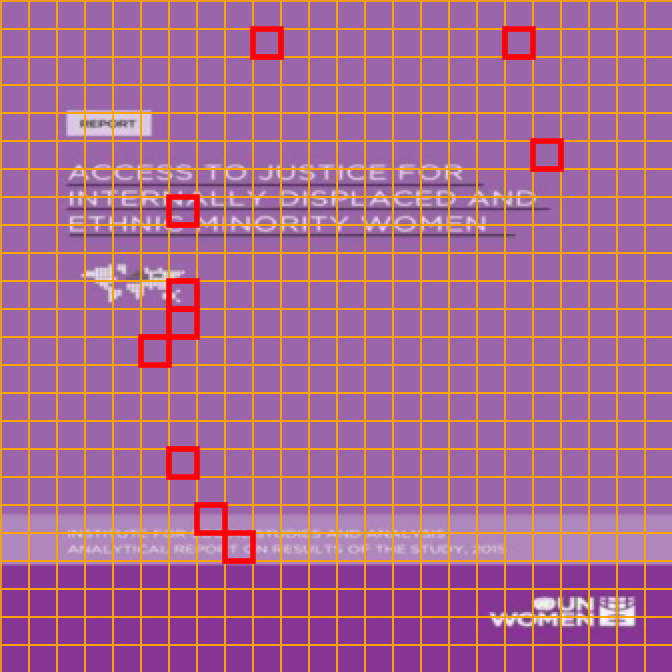 REPORT
ACCESS TO JUSTICE FOR
INTERNALLY DISPLACED AND
ETHNIC MINORITY WOMEN
INSTITUTE FOR STUDIES AND ANALYSIS
ANALYTICAL REPORT ON RESULTS OF THE STUDY, 2015
UN
WOMEN